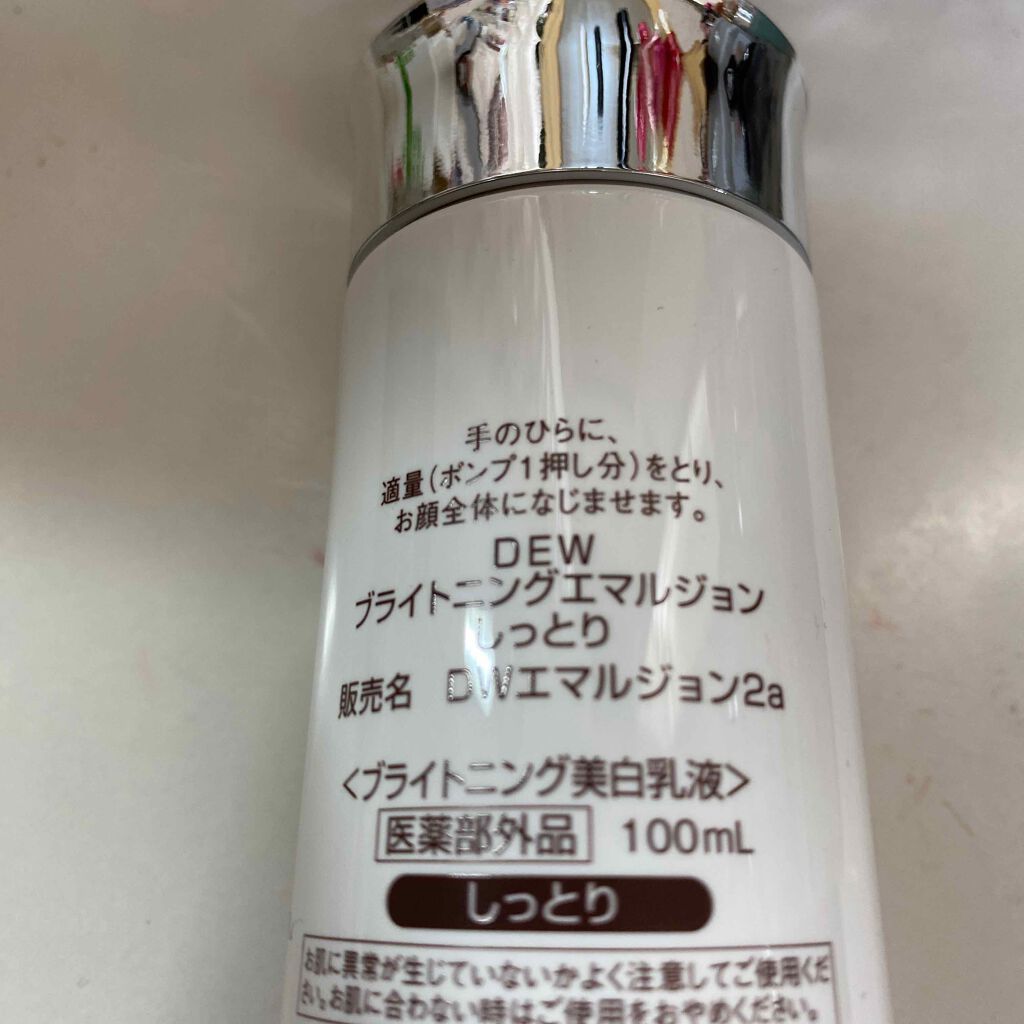 手のひらに、
適量(ポンプ1押し分)をとり、
お顔全体になじませます。
DEW
ブライトニングエマルジョン
しっとり
販売名 DWエマルジョン2a
<ブライトニング美白乳液>
医薬部外品 100mL
しっとり
お肌に異常が生じていないかよく注意してご使用くだ
さい。お肌に合わない時はご使用をおやめください。